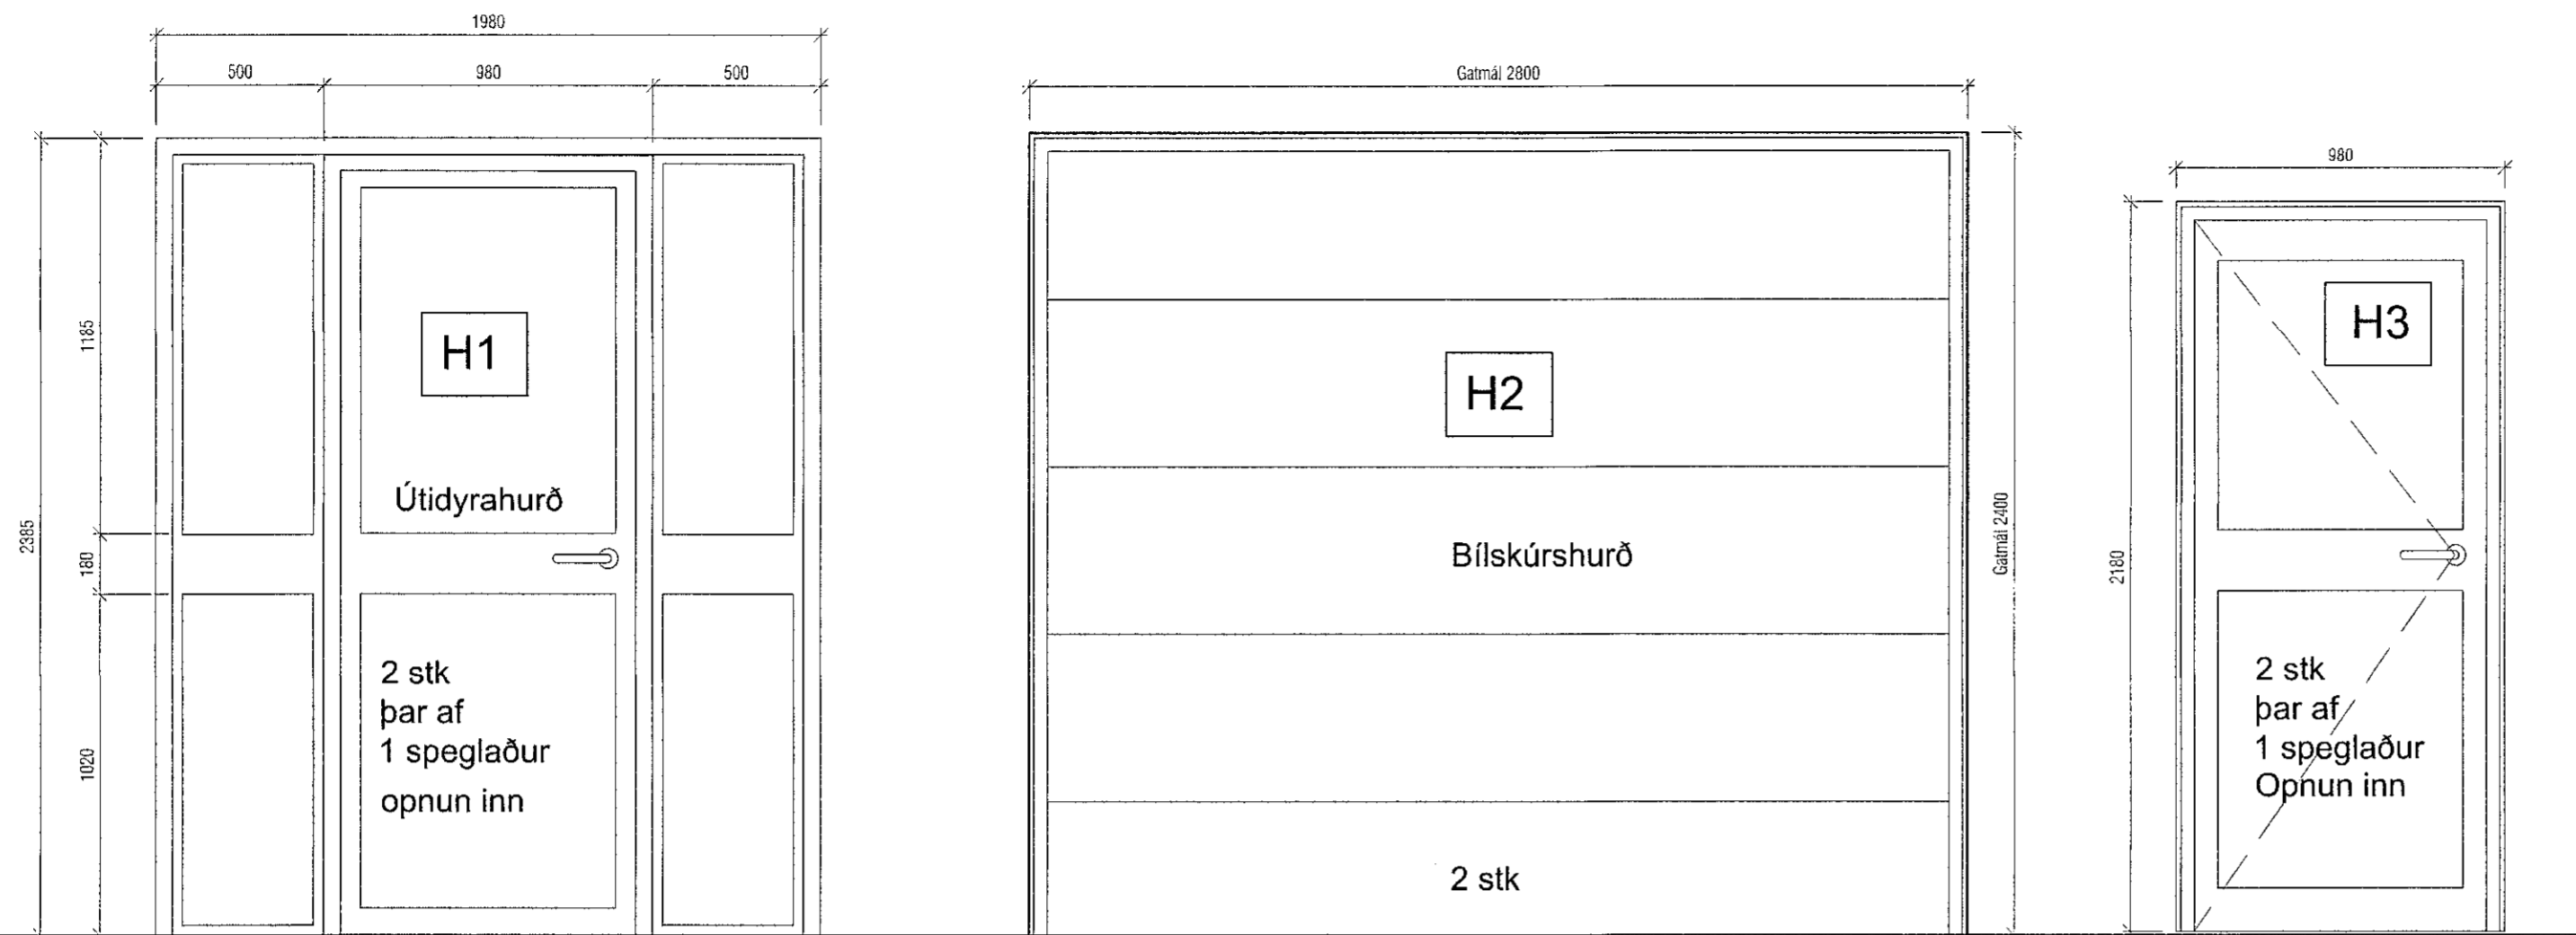 1980
500
980
500
2385
1185
180
1020
H1
Útidyrahurð
2 stk
þar af
1 speglaður
opnun inn
Gatmál 2800
H2
Bílskúrshurð
2 stk
Gatmál 2400
980
2180
H3
2 stk
þar af
1 speglaður
Opnun inn